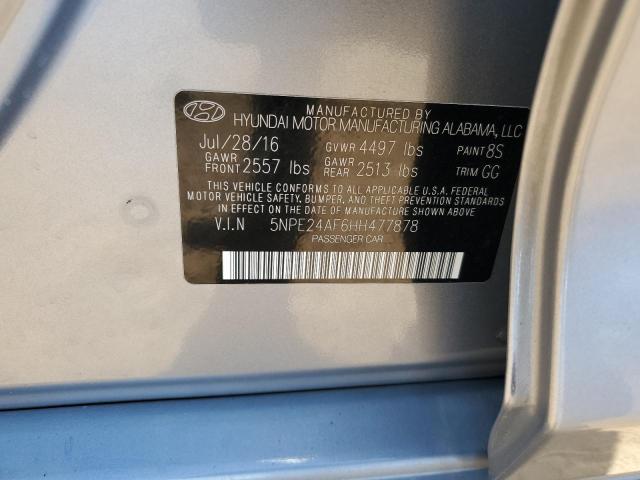 MANUFACTURED BY
HYUNDAI MOTOR MANUFACTURING ALABAMA, LLC
Jul/28/16 GVWR 4497 lbs PAINT 8S
GAWR FRONT 2557 lbs GAWR REAR 2513 lbs TRIM GG
THIS VEHICLE CONFORMS TO ALL APPLICABLE U.S.A. FEDERAL
MOTOR VEHICLE SAFETY, BUMPER, AND THEFT PREVENTION STANDARDS
IN EFFECT ON THE DATE OF MANUFACTURE SHOWN ABOVE.
V.I.N 5NPE24AF6HH477878
PASSENGER CAR